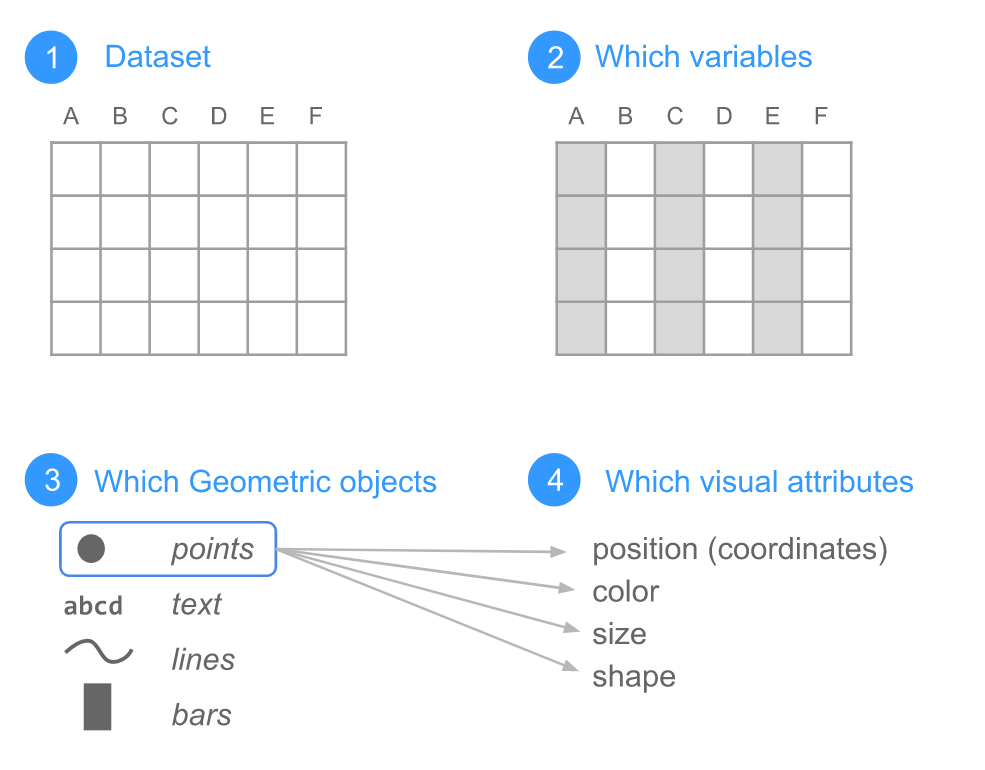 1 Dataset
A B C D E F
2 Which variables
A B C D E F
3 Which Geometric objects
points
abcd text
lines
bars
4 Which visual attributes
position (coordinates)
color
size
shape